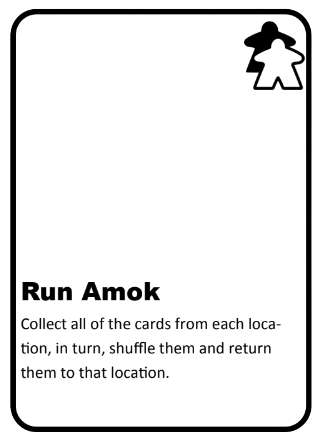 Run Amok
Collect all of the cards from each loca-
tion, in turn, shuffle them and return
them to that location.